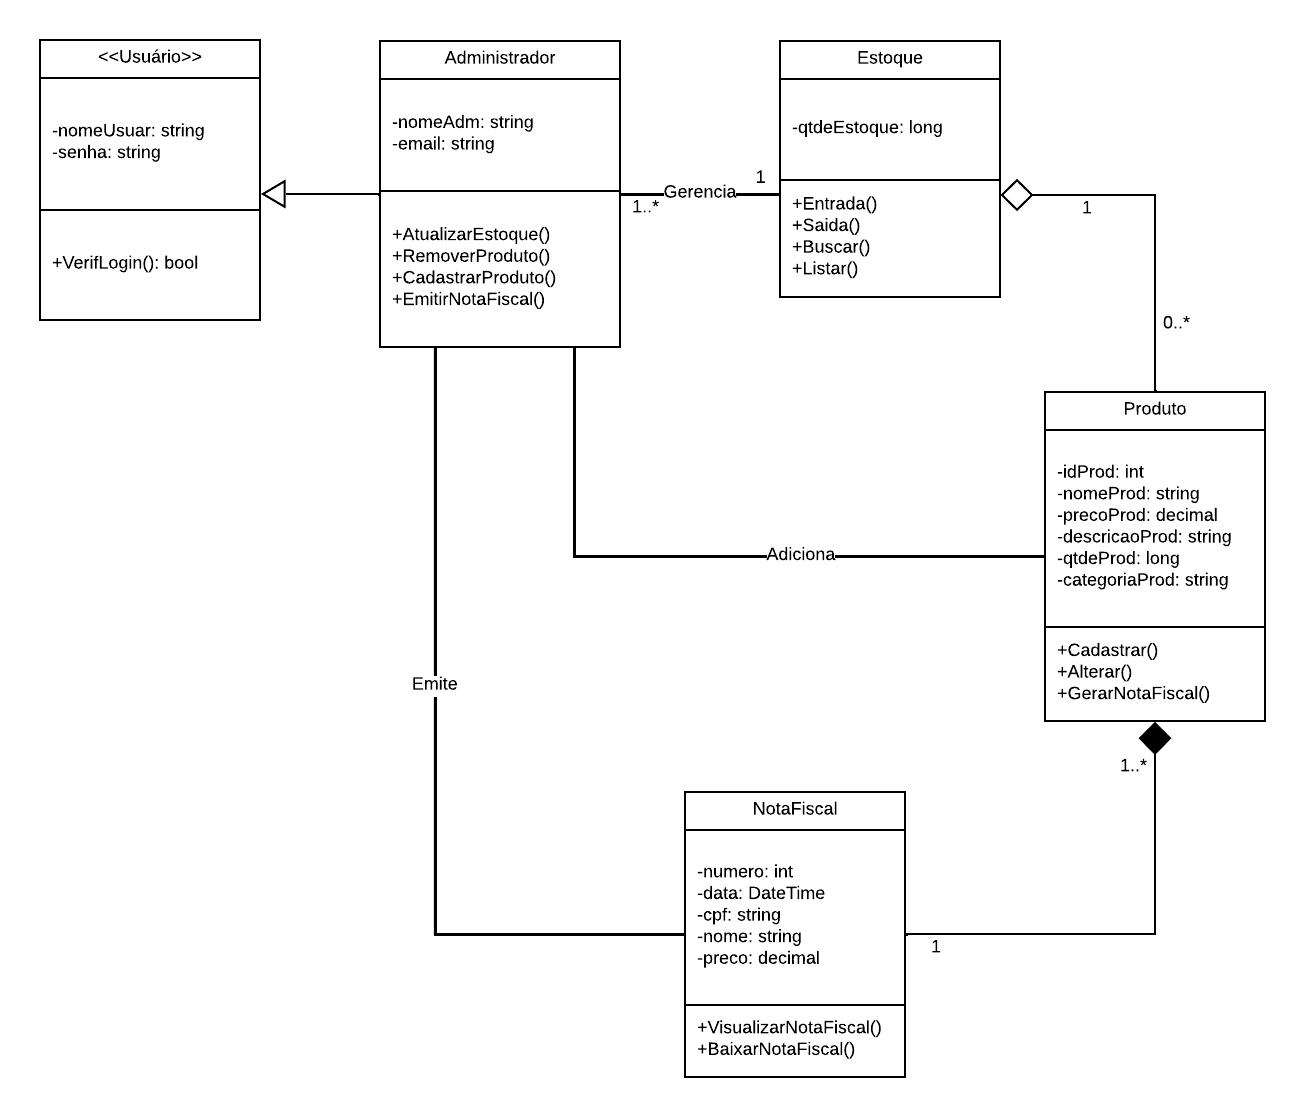 <<Usuário>>
-nomeUsuar: string
-senha: string
+VerifLogin(): bool
Administrador
-nomeAdm: string
-email: string
+AtualizarEstoque()
+RemoverProduto()
+CadastrarProduto()
+EmitirNotaFiscal()
1..*
Gerencia
1
Estoque
-qtdeEstoque: long
+Entrada()
+Saida()
+Buscar()
+Listar()
1
0..*
Produto
-idProd: int
-nomeProd: string
-precoProd: decimal
-descricaoProd: string
-qtdeProd: long
-categoriaProd: string
+Cadastrar()
+Alterar()
+GerarNotaFiscal()
Adiciona
Emite
1..*
NotaFiscal
-numero: int
-data: DateTime
-cpf: string
-nome: string
-preco: decimal
+VisualizarNotaFiscal()
+BaixarNotaFiscal()
1